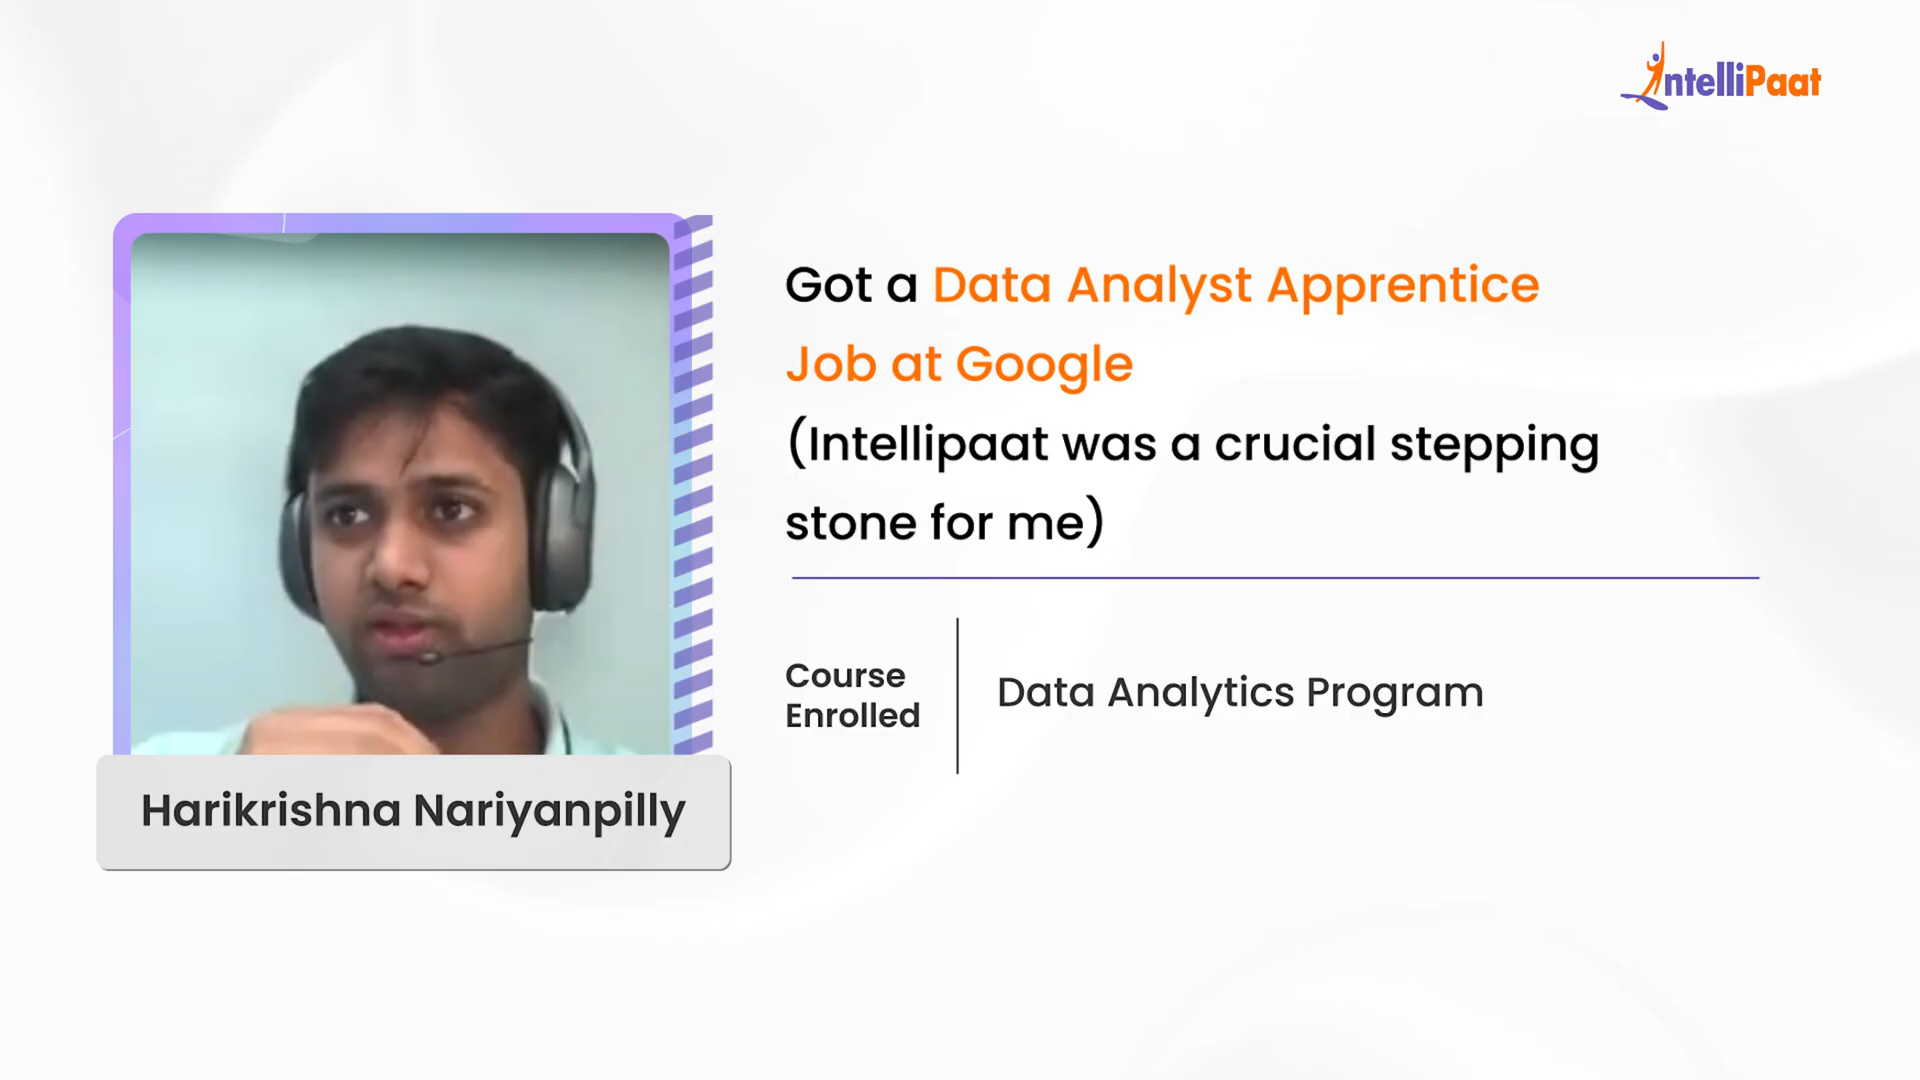 IntelliPaat
Got a Data Analyst Apprentice
Job at Google
(Intellipaat was a crucial stepping
stone for me)
Course
Enrolled
Data Analytics Program
Harikrishna Nariyanpilly